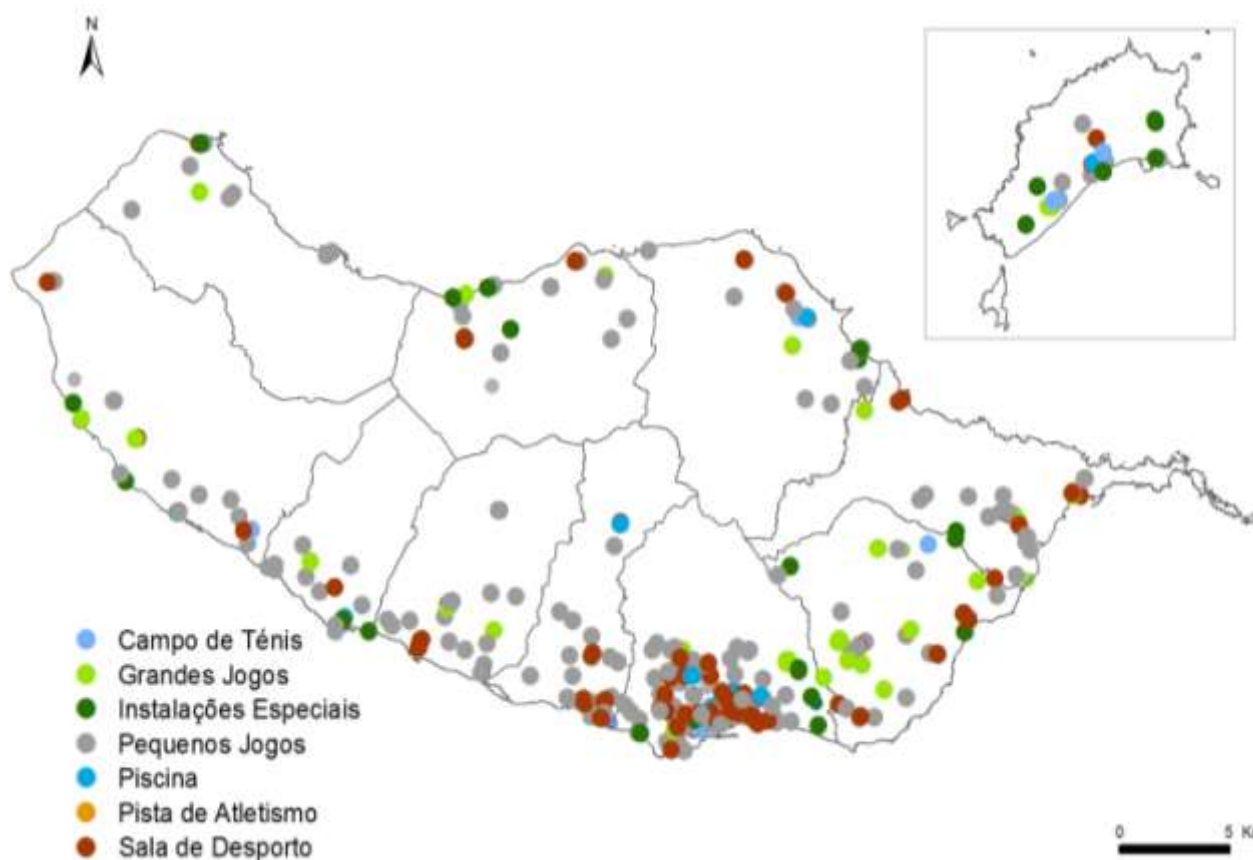 N
Campo de Ténis
Grandes Jogos
Instalações Especiais
Pequenos Jogos
Piscina
Pista de Atletismo
Sala de Desporto
0 5 K